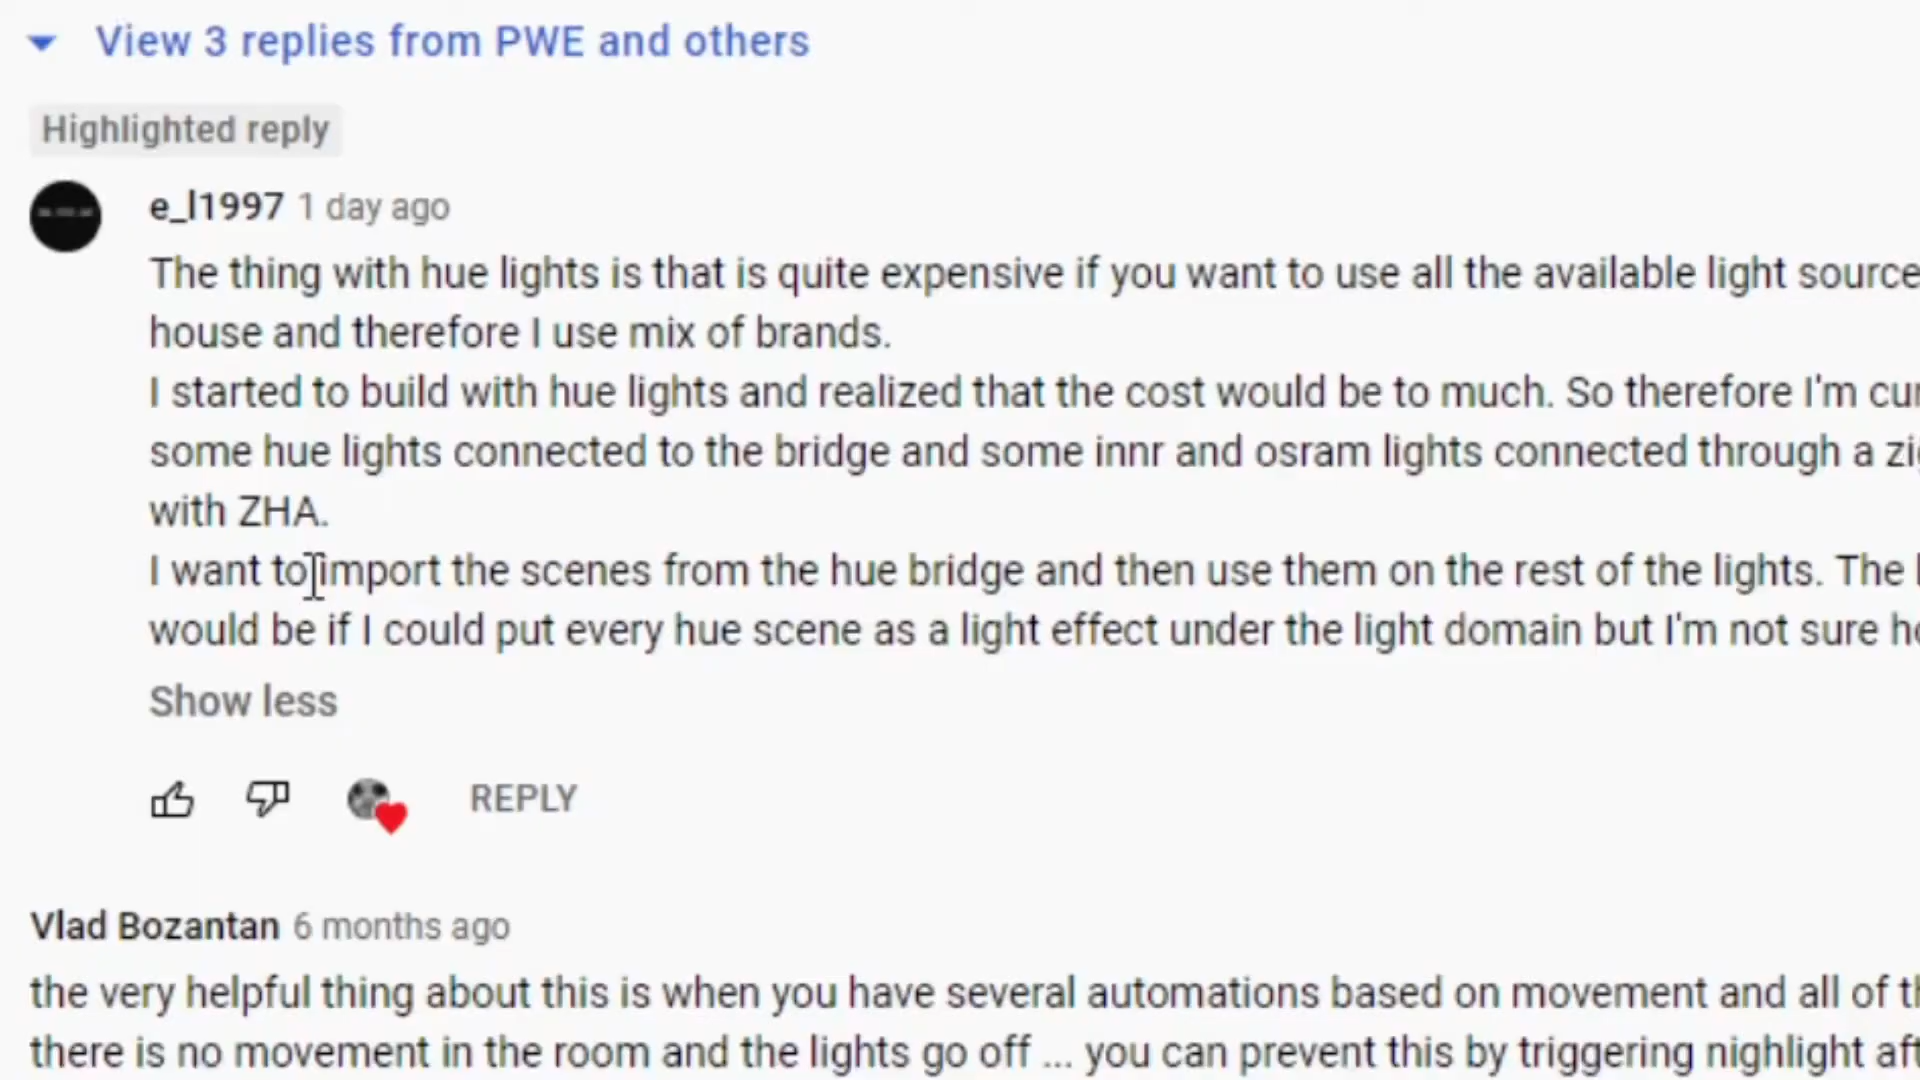 View 3 replies from PWE and others
Highlighted reply
e_l1997 1 day ago
The thing with hue lights is that is quite expensive if you want to use all the available light source
house and therefore I use mix of brands.
I started to build with hue lights and realized that the cost would be to much. So therefore I'm cur
some hue lights connected to the bridge and some innr and osram lights connected through a zig
with ZHA.
I want to import the scenes from the hue bridge and then use them on the rest of the lights. The
would be if I could put every hue scene as a light effect under the light domain but I'm not sure ho
Show less
REPLY
Vlad Bozantan 6 months ago
the very helpful thing about this is when you have several automations based on movement and all of th
there is no movement in the room and the lights go off ... you can prevent this by triggering nighlight aft